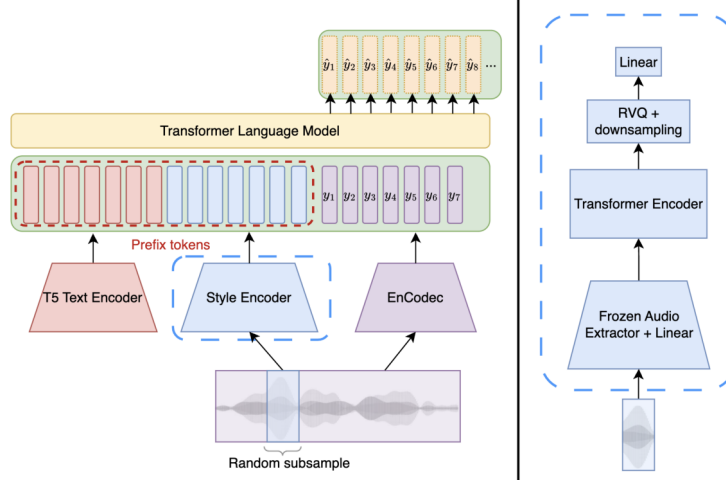 ŷ₁ ŷ₂ ŷ₃ ŷ₄ ŷ₅ ŷ₆ ŷ₇ ŷ₈ ...
Transformer Language Model
y₁ y₂ y₃ y₄ y₅ y₆ y₇
Prefix tokens
T5 Text Encoder
Style Encoder
EnCodec
Random subsample
Linear
RVQ +
downsampling
Transformer Encoder
Frozen Audio
Extractor + Linear